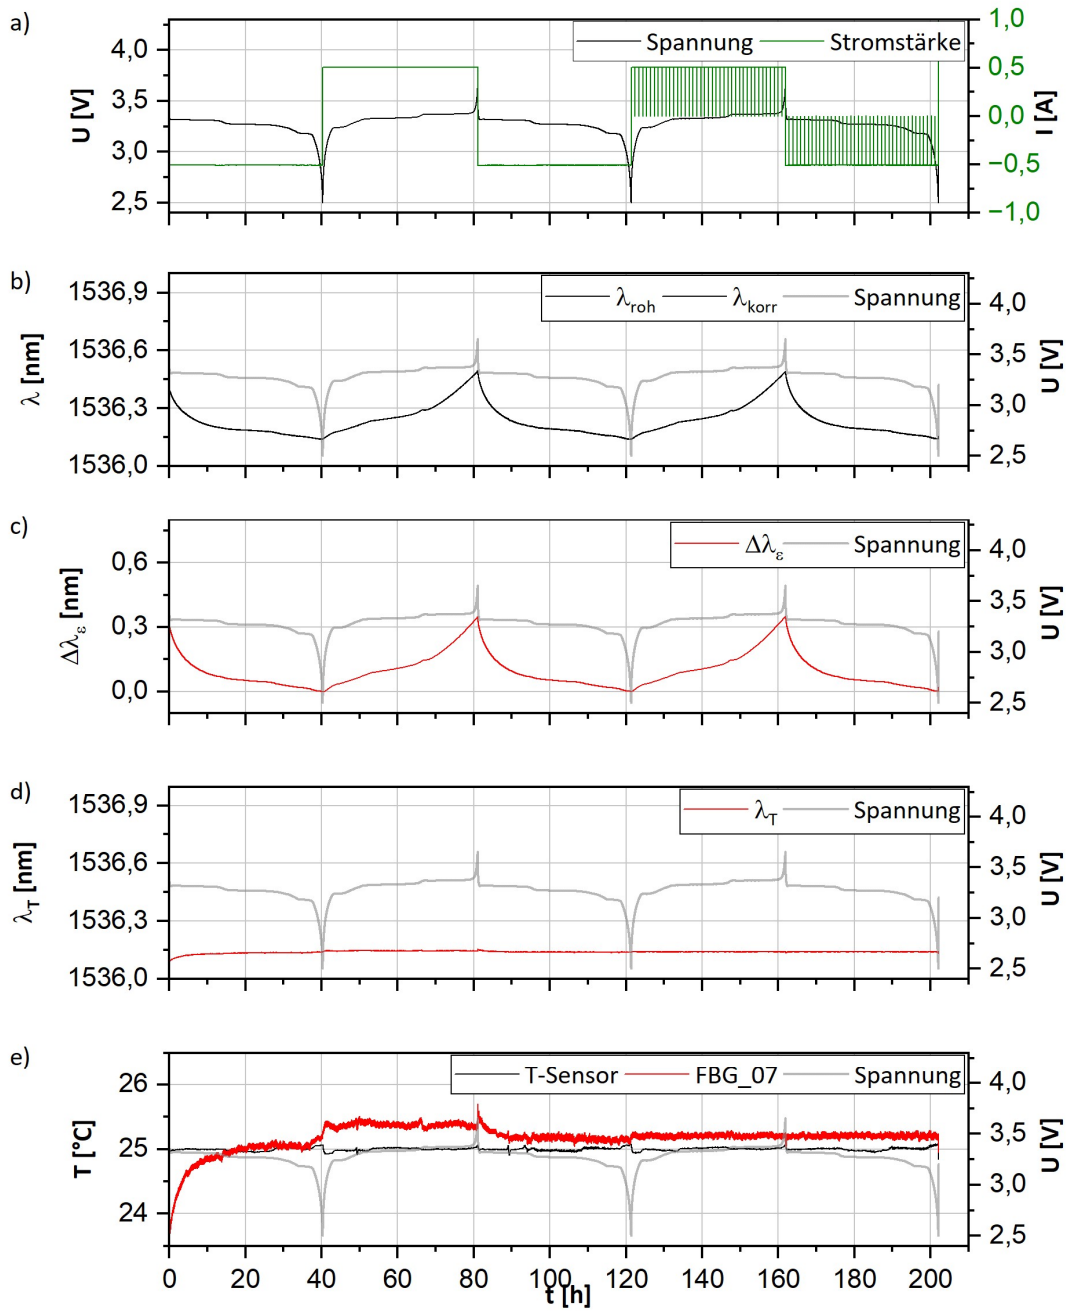 a)
Spannung Stromstärke
U [V]
4,0
3,5
3,0
2,5
1,0
0,5
0,0
−0,5
−1,0
I [A]
b)
λroh λkorr Spannung
λ [nm]
1536,9
1536,6
1536,3
1536,0
4,0
3,5
3,0
2,5
U [V]
c)
Δλε Spannung
Δλε [nm]
0,6
0,3
0,0
4,0
3,5
3,0
2,5
U [V]
d)
λT Spannung
λT [nm]
1536,9
1536,6
1536,3
1536,0
4,0
3,5
3,0
2,5
U [V]
e)
T-Sensor FBG_07 Spannung
T [°C]
26
25
24
4,0
3,5
3,0
2,5
U [V]
0 20 40 60 80 100 120 140 160 180 200
t [h]